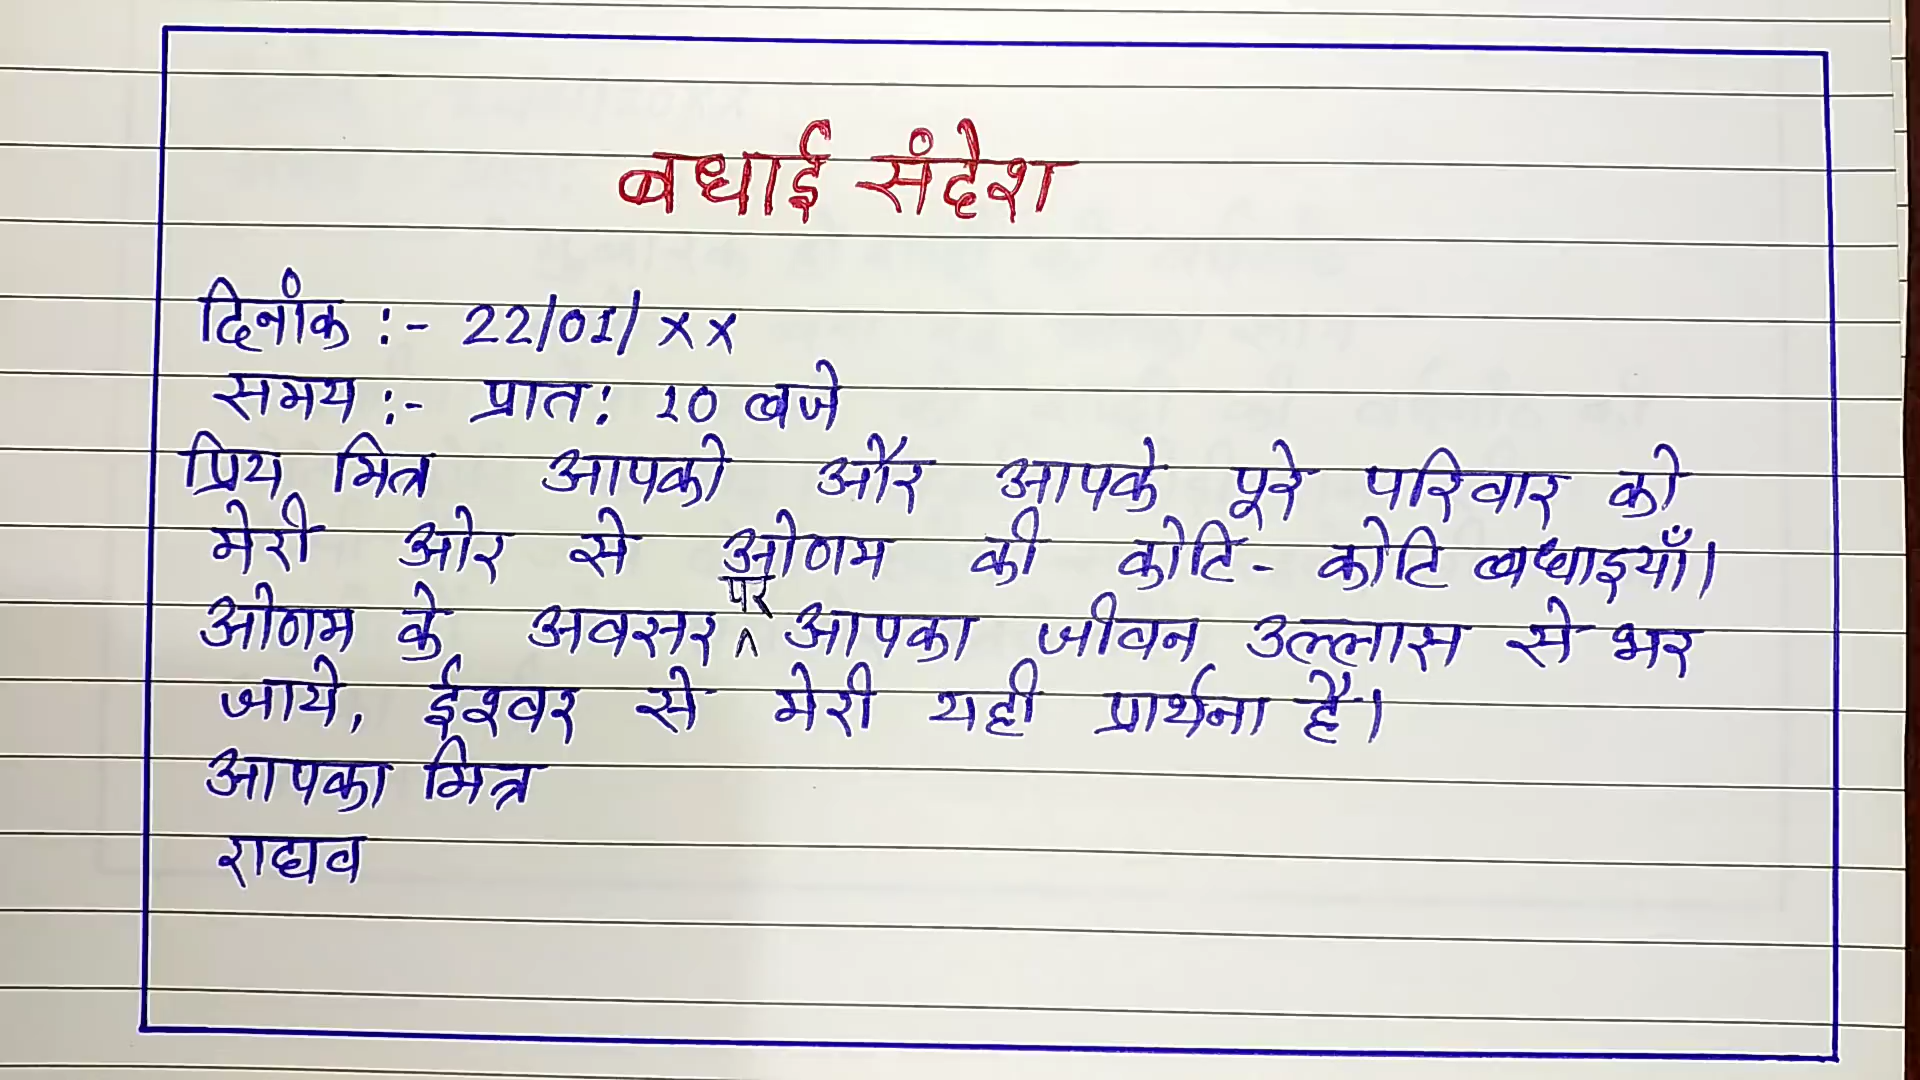 बधाई संदेश
दिनांक :- 22/01/xx
समय :- प्रात: 10 बजे
प्रिय मित्र आपको और आपके पूरे परिवार को
मेरी ओर से ओणम की कोटि- कोटि बधाइयाँ।
ओणम के अवसर पर आपका जीवन उल्लास से भर
जाये, ईश्वर से मेरी यही प्रार्थना है।
आपका मित्र
राघव